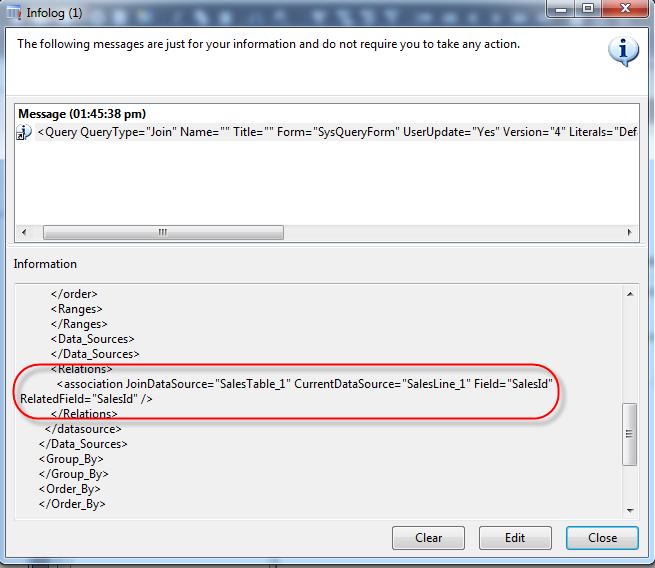 Infolog (1)
The following messages are just for your information and do not require you to take any action.
Message (01:45:38 pm)
<Query QueryType="Join" Name="" Title="" Form="SysQueryForm" UserUpdate="Yes" Version="4" Literals="Def
Information
</order>
<Ranges>
</Ranges>
<Data_Sources>
</Data_Sources>
<Relations>
<association JoinDataSource="SalesTable_1" CurrentDataSource="SalesLine_1" Field="SalesId"
RelatedField="SalesId" />
</Relations>
</datasource>
</Data_Sources>
<Group_By>
</Group_By>
<Order_By>
</Order_By>
Clear Edit Close